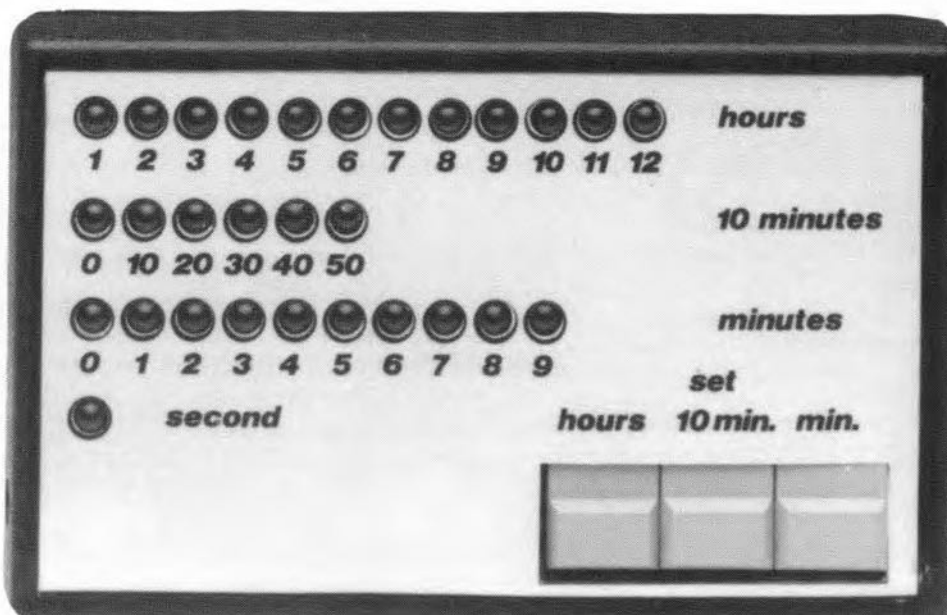 hours
1 2 3 4 5 6 7 8 9 10 11 12
10 minutes
0 10 20 30 40 50
minutes
0 1 2 3 4 5 6 7 8 9
second
set
hours 10 min. min.